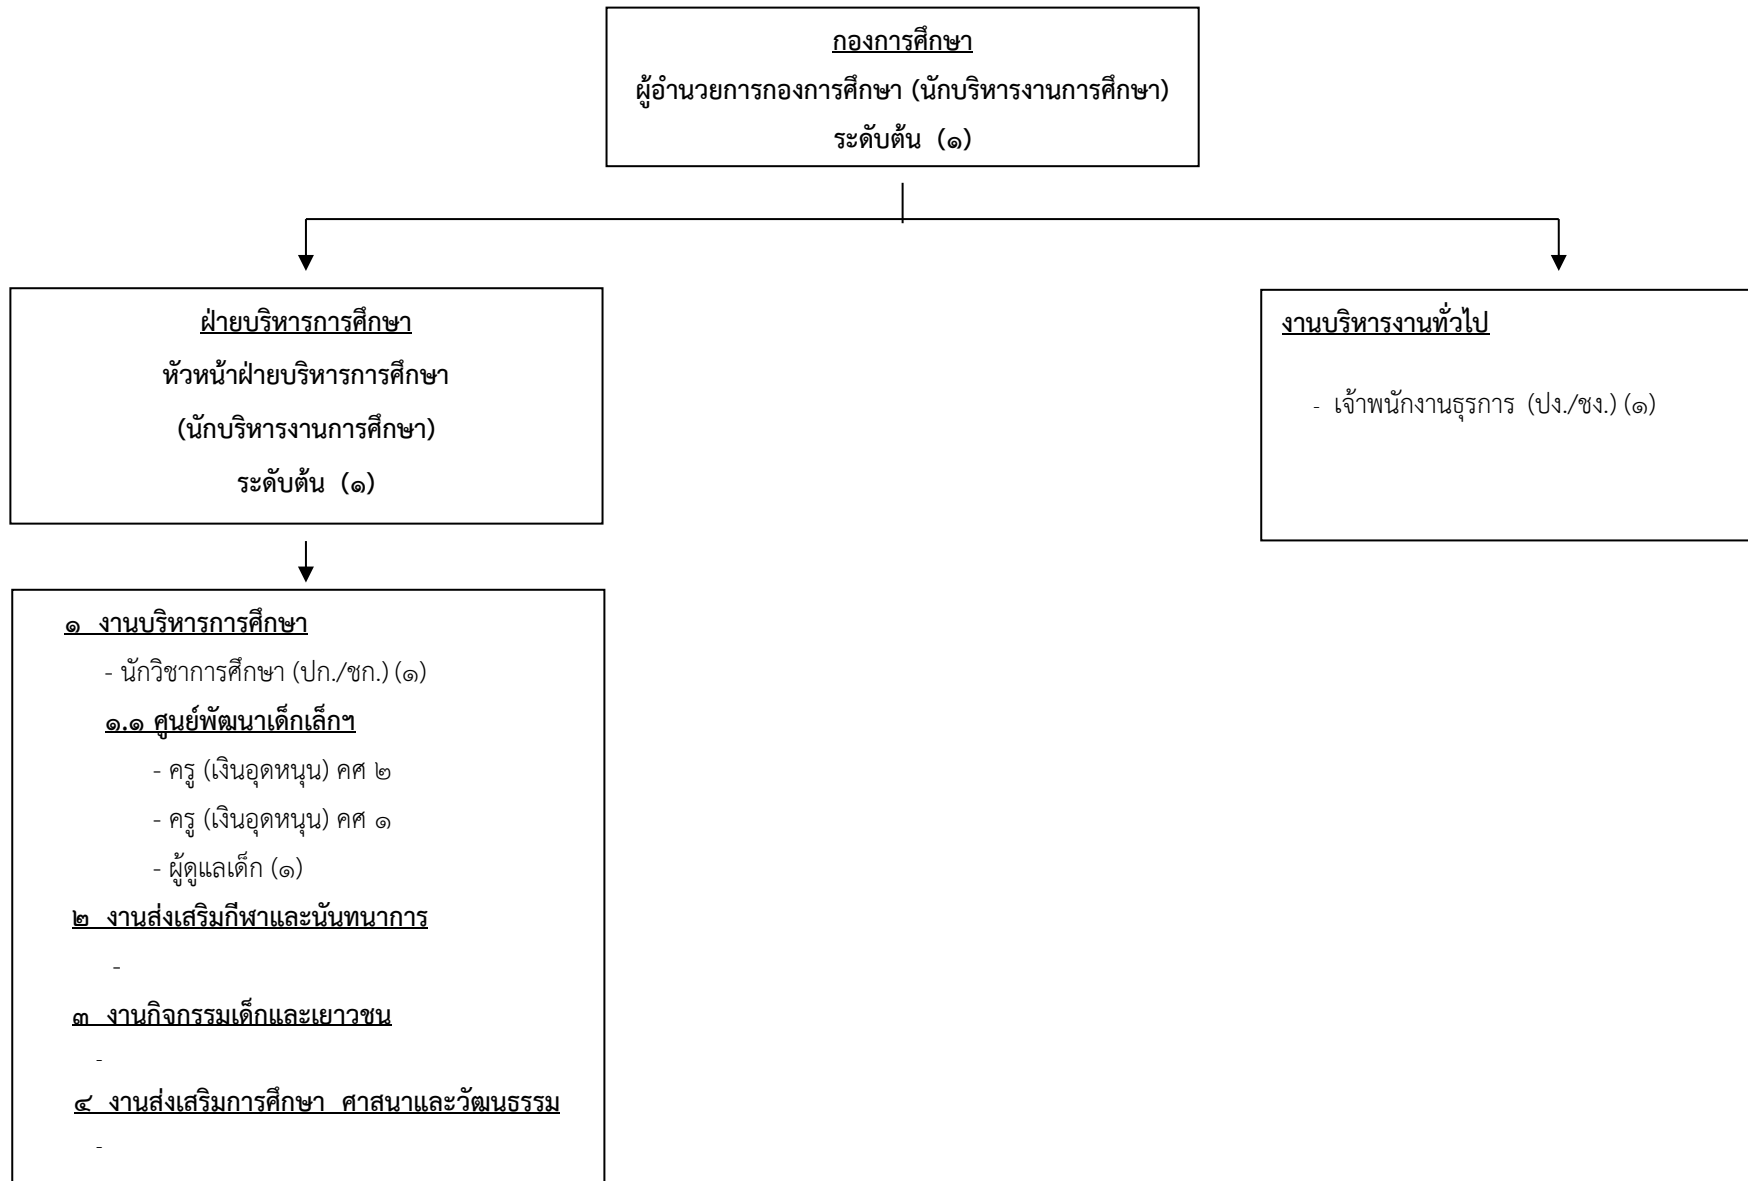 กองการศึกษา
ผู้อำนวยการกองการศึกษา (นักบริหารงานการศึกษา)
ระดับต้น (๑)
ฝ่ายบริหารการศึกษา
หัวหน้าฝ่ายบริหารการศึกษา
(นักบริหารงานการศึกษา)
ระดับต้น (๑)
งานบริหารงานทั่วไป
- เจ้าพนักงานธุรการ (ปง./ชง.) (๑)
๑ งานบริหารการศึกษา
- นักวิชาการศึกษา (ปก./ชก.) (๑)
๑.๑ ศูนย์พัฒนาเด็กเล็กฯ
- ครู (เงินอุดหนุน) คศ ๒
- ครู (เงินอุดหนุน) คศ ๑
- ผู้ดูแลเด็ก (๑)
๒ งานส่งเสริมกีฬาและนันทนาการ
-
๓ งานกิจกรรมเด็กและเยาวชน
-
๔ งานส่งเสริมการศึกษา ศาสนาและวัฒนธรรม
-